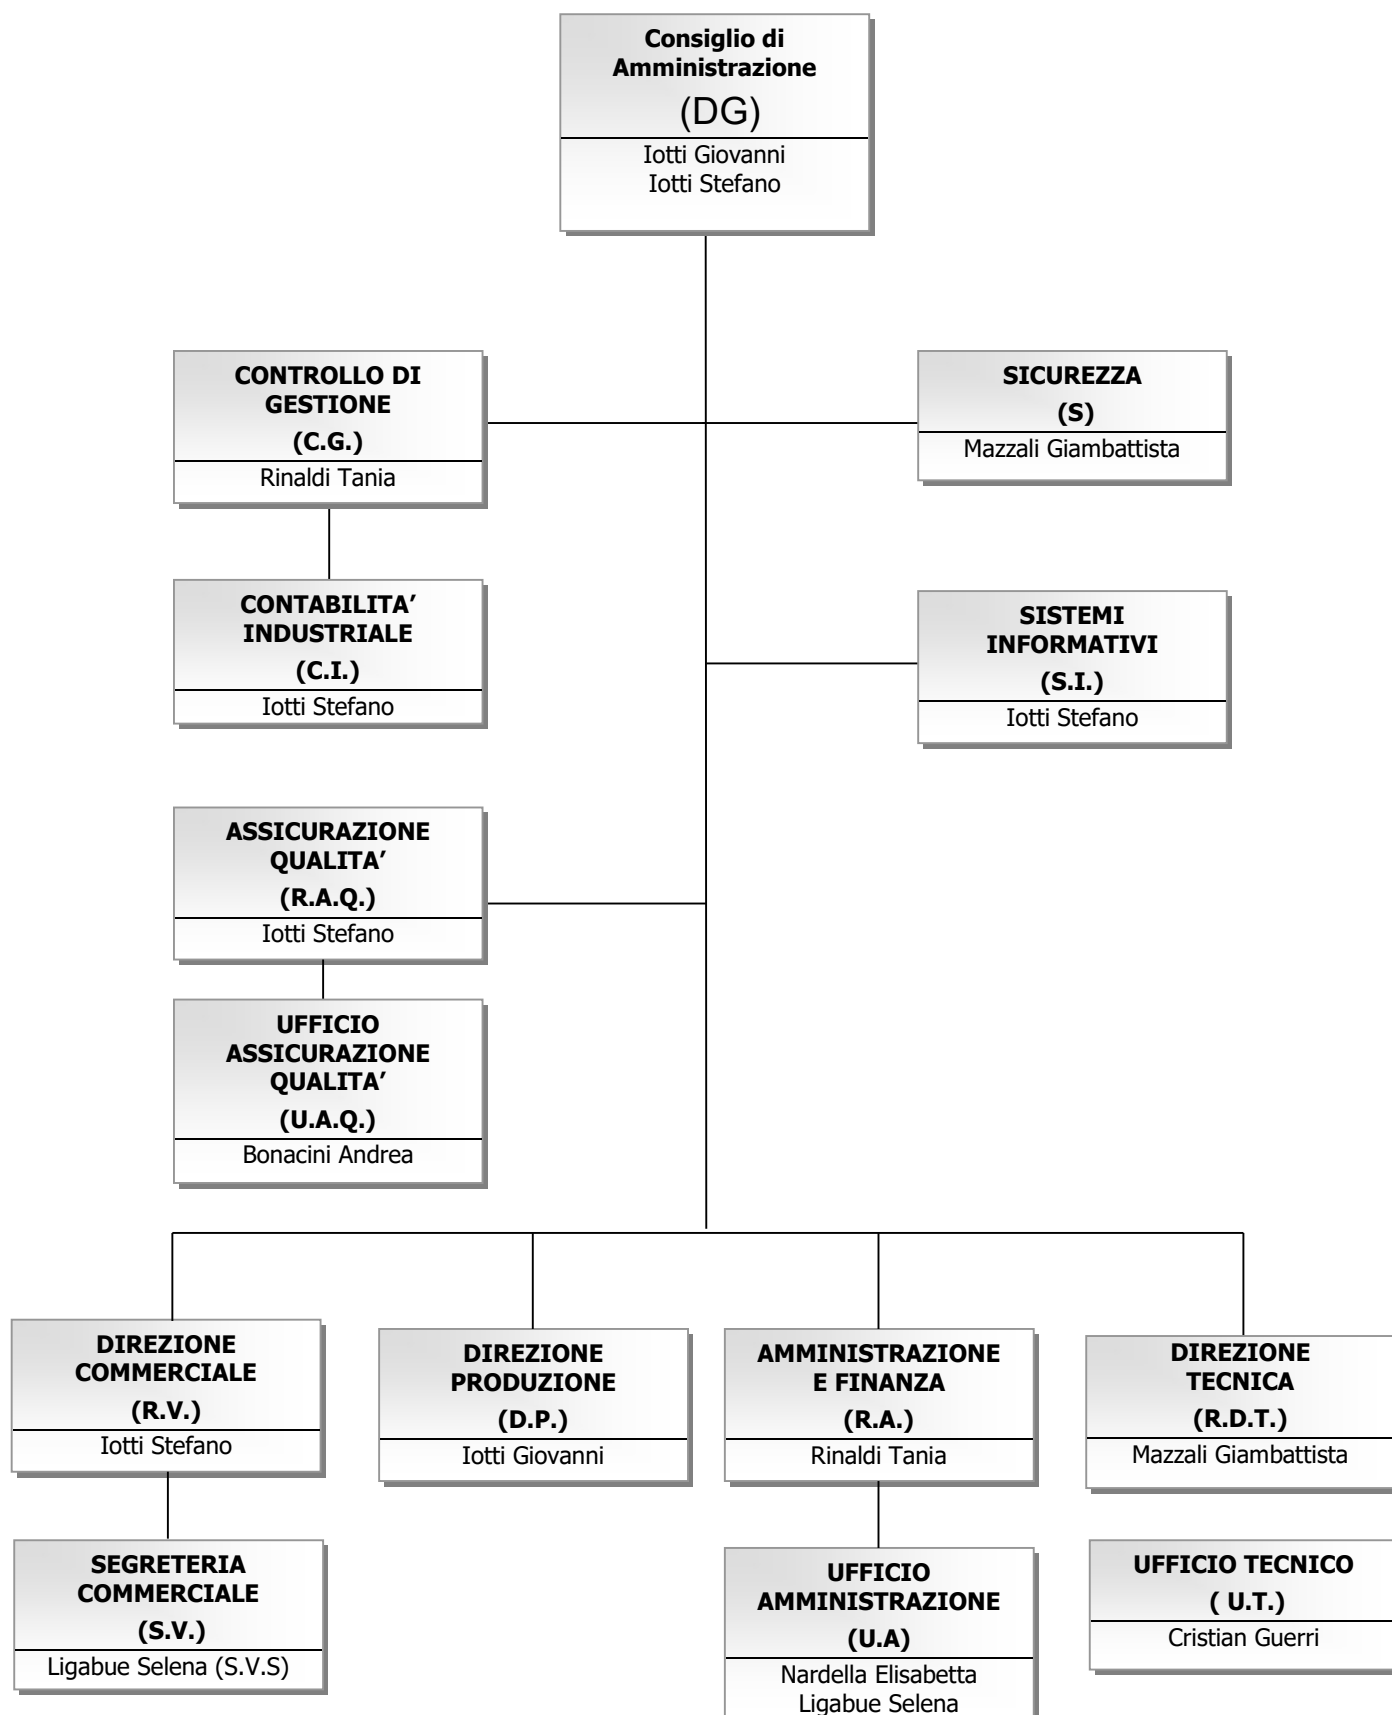 Consiglio di
Amministrazione
(DG)
Iotti Giovanni
Iotti Stefano
CONTROLLO DI
GESTIONE
(C.G.)
Rinaldi Tania
SICUREZZA
(S)
Mazzali Giambattista
CONTABILITA’
INDUSTRIALE
(C.I.)
Iotti Stefano
SISTEMI
INFORMATIVI
(S.I.)
Iotti Stefano
ASSICURAZIONE
QUALITA’
(R.A.Q.)
Iotti Stefano
UFFICIO
ASSICURAZIONE
QUALITA’
(U.A.Q.)
Bonacini Andrea
DIREZIONE
COMMERCIALE
(R.V.)
Iotti Stefano
DIREZIONE
PRODUZIONE
(D.P.)
Iotti Giovanni
AMMINISTRAZIONE
E FINANZA
(R.A.)
Rinaldi Tania
DIREZIONE
TECNICA
(R.D.T.)
Mazzali Giambattista
SEGRETERIA
COMMERCIALE
(S.V.)
Ligabue Selena (S.V.S)
UFFICIO
AMMINISTRAZIONE
(U.A)
Nardella Elisabetta
Ligabue Selena
UFFICIO TECNICO
( U.T.)
Cristian Guerri